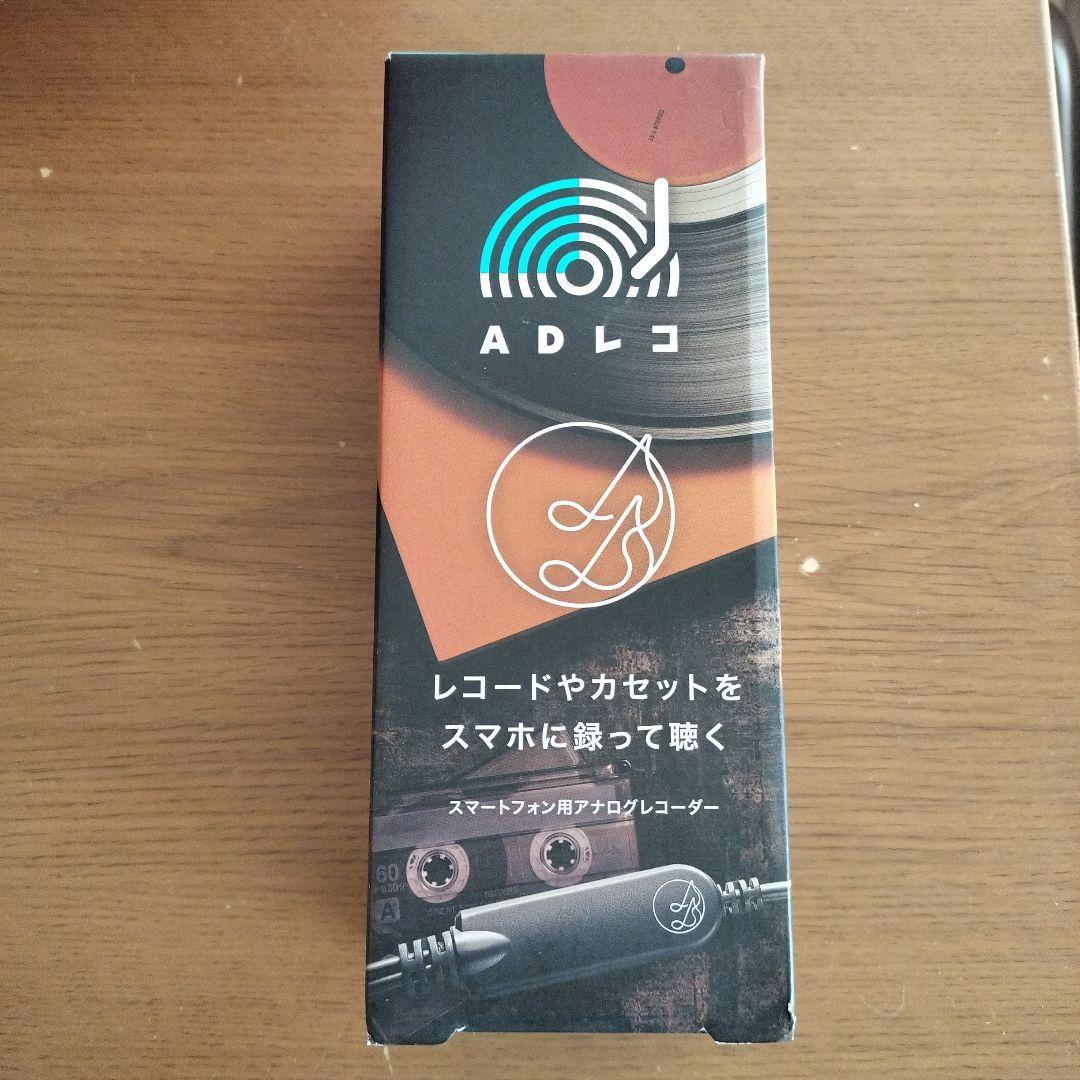 ADレコ
レコードやカセットを
スマホに録って聴く
スマートフォン用アナログレコーダー
60
A